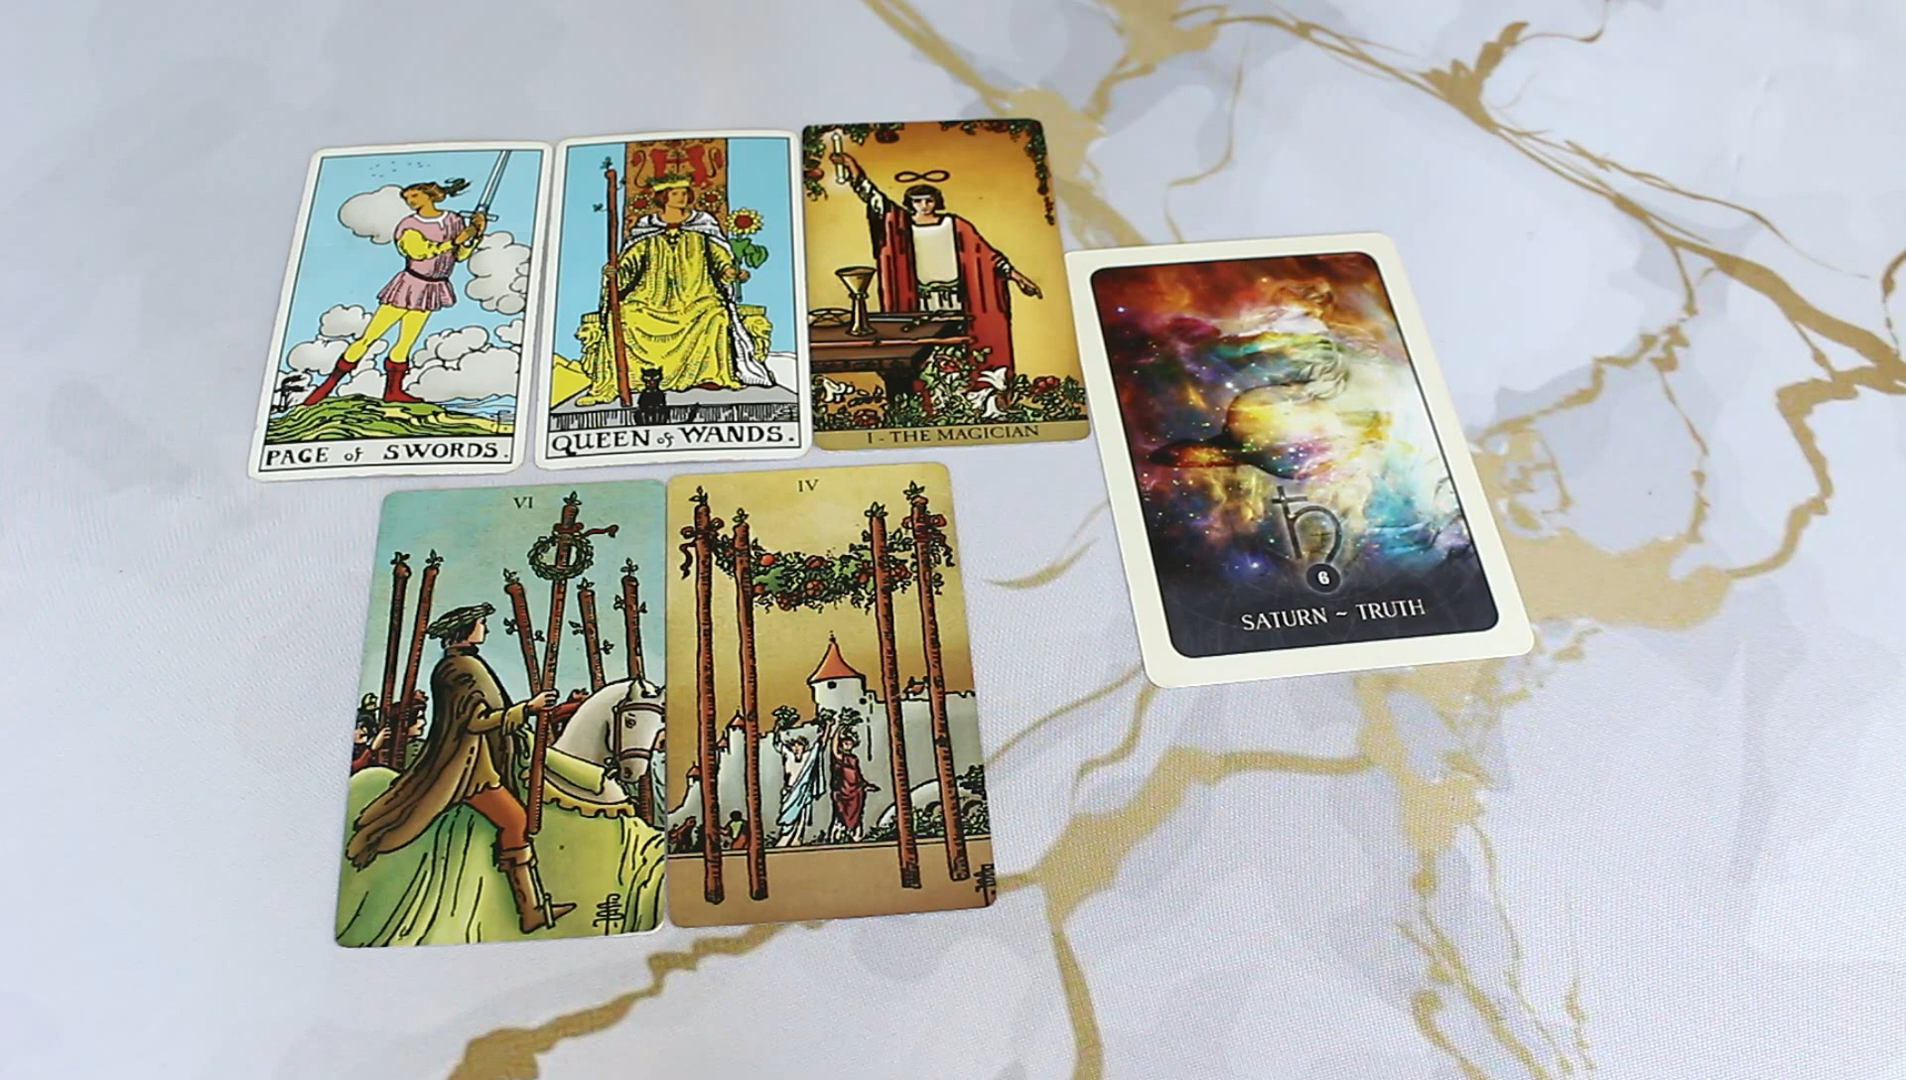 PAGE of SWORDS.
QUEEN of WANDS.
I - THE MAGICIAN
VI
IV
6
SATURN ~ TRUTH